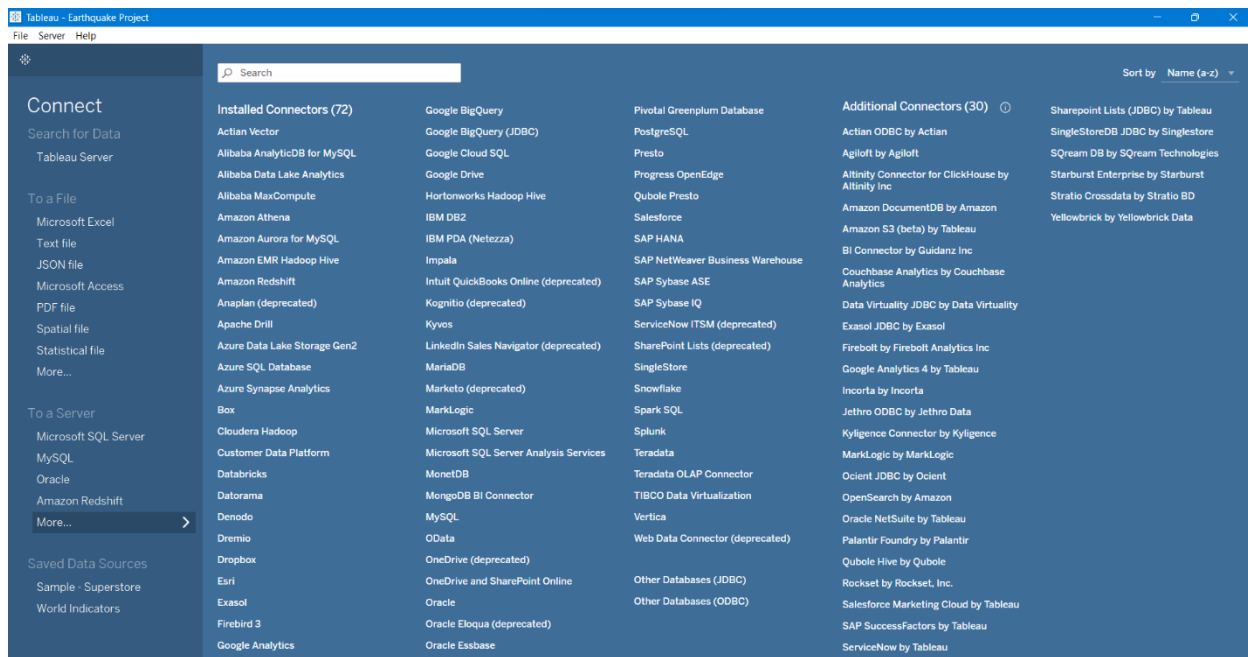 Tableau - Earthquake Project
File Server Help
Search
Sort by Name (a-z)
Connect
Search for Data
Tableau Server
To a File
Microsoft Excel
Text file
JSON file
Microsoft Access
PDF file
Spatial file
Statistical file
More...
To a Server
Microsoft SQL Server
MySQL
Oracle
Amazon Redshift
More...
Saved Data Sources
Sample - Superstore
World Indicators
Installed Connectors (72)
Actian Vector
Alibaba AnalyticDB for MySQL
Alibaba Data Lake Analytics
Alibaba MaxCompute
Amazon Athena
Amazon Aurora for MySQL
Amazon EMR Hadoop Hive
Amazon Redshift
Anaplan (deprecated)
Apache Drill
Azure Data Lake Storage Gen2
Azure SQL Database
Azure Synapse Analytics
Box
Cloudera Hadoop
Customer Data Platform
Databricks
Datorama
Denodo
Dremio
Dropbox
Esri
Exasol
Firebird 3
Google Analytics
Google BigQuery
Google BigQuery (JDBC)
Google Cloud SQL
Google Drive
Hortonworks Hadoop Hive
IBM DB2
IBM PDA (Netezza)
Impala
Intuit QuickBooks Online (deprecated)
Kognitio (deprecated)
Kyvos
LinkedIn Sales Navigator (deprecated)
MariaDB
Marketo (deprecated)
MarkLogic
Microsoft SQL Server
Microsoft SQL Server Analysis Services
MonetDB
MongoDB BI Connector
MySQL
OData
OneDrive (deprecated)
OneDrive and SharePoint Online
Oracle
Oracle Eloqua (deprecated)
Oracle Essbase
Pivotal Greenplum Database
PostgreSQL
Presto
Progress OpenEdge
Qubole Presto
Salesforce
SAP HANA
SAP NetWeaver Business Warehouse
SAP Sybase ASE
SAP Sybase IQ
ServiceNow ITSM (deprecated)
SharePoint Lists (deprecated)
SingleStore
Snowflake
Spark SQL
Splunk
Teradata
Teradata OLAP Connector
TIBCO Data Virtualization
Vertica
Web Data Connector (deprecated)
Other Databases (JDBC)
Other Databases (ODBC)
Additional Connectors (30)
Actian ODBC by Actian
Agiloft by Agiloft
Altinity Connector for ClickHouse by
Altinity Inc
Amazon DocumentDB by Amazon
Amazon S3 (beta) by Tableau
BI Connector by Guidanz Inc
Couchbase Analytics by Couchbase
Analytics
Data Virtuality JDBC by Data Virtuality
Exasol JDBC by Exasol
Firebolt by Firebolt Analytics Inc
Google Analytics 4 by Tableau
Incorta by Incorta
Jethro ODBC by Jethro Data
Kyligence Connector by Kyligence
MarkLogic by MarkLogic
Ocient JDBC by Ocient
OpenSearch by Amazon
Oracle NetSuite by Tableau
Palantir Foundry by Palantir
Qubole Hive by Qubole
Rockset by Rockset, Inc.
Salesforce Marketing Cloud by Tableau
SAP SuccessFactors by Tableau
ServiceNow by Tableau
Sharepoint Lists (JDBC) by Tableau
SingleStoreDB JDBC by Singlestore
SQream DB by SQream Technologies
Starburst Enterprise by Starburst
Stratio Crossdata by Stratio BD
Yellowbrick by Yellowbrick Data